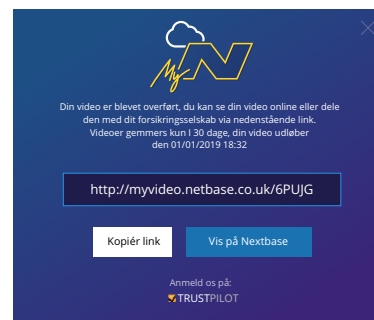 My N
Din video er blevet overført, du kan se din video online eller dele
den med dit forsikringsselskab via nedenstående link.
Videoer gemmers kun I 30 dage, din video udløber
den 01/01/2019 18:32
http://myvideo.netbase.co.uk/6PUJG
Kopiér link
Vis på Nextbase
Anmeld os på:
TRUSTPILOT